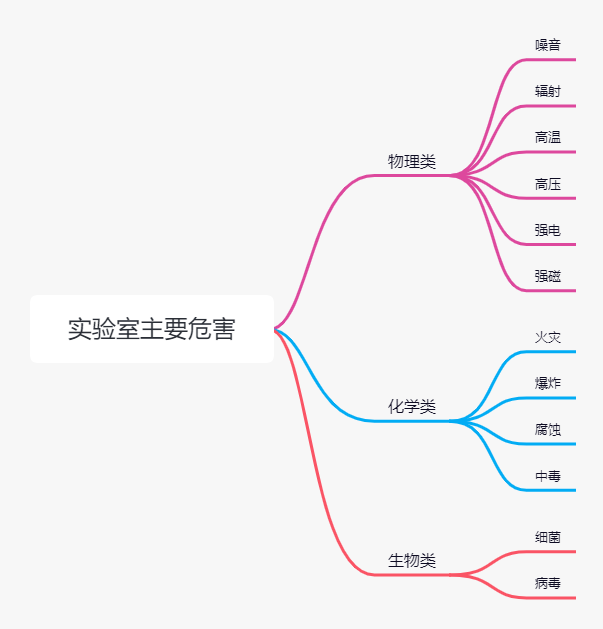 实验室主要危害
物理类
噪音
辐射
高温
高压
强电
强磁
化学类
火灾
爆炸
腐蚀
中毒
生物类
细菌
病毒